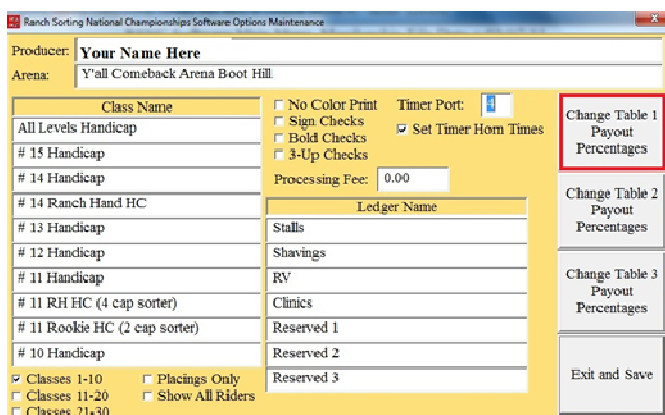 Ranch Sorting National Championships Software Options Maintenance
Producer: Your Name Here
Arena: Y'all Comeback Arena Boot Hill
Class Name
All Levels Handicap
# 15 Handicap
# 14 Handicap
# 14 Ranch Hand HC
# 13 Handicap
# 12 Handicap
# 11 Handicap
# 11 RH HC (4 cap sorter)
# 11 Rookie HC (2 cap sorter)
# 10 Handicap
Classes 1-10 Placings Only
Classes 11-20 Show All Riders
Classes 21-30
No Color Print Timer Port: 4
Sign Checks Set Timer Horn Times
Bold Checks
3-Up Checks
Processing Fee: 0.00
Ledger Name
Stalls
Shavings
RV
Clinics
Reserved 1
Reserved 2
Reserved 3
Change Table 1
Payout
Percentages
Change Table 2
Payout
Percentages
Change Table 3
Payout
Percentages
Exit and Save